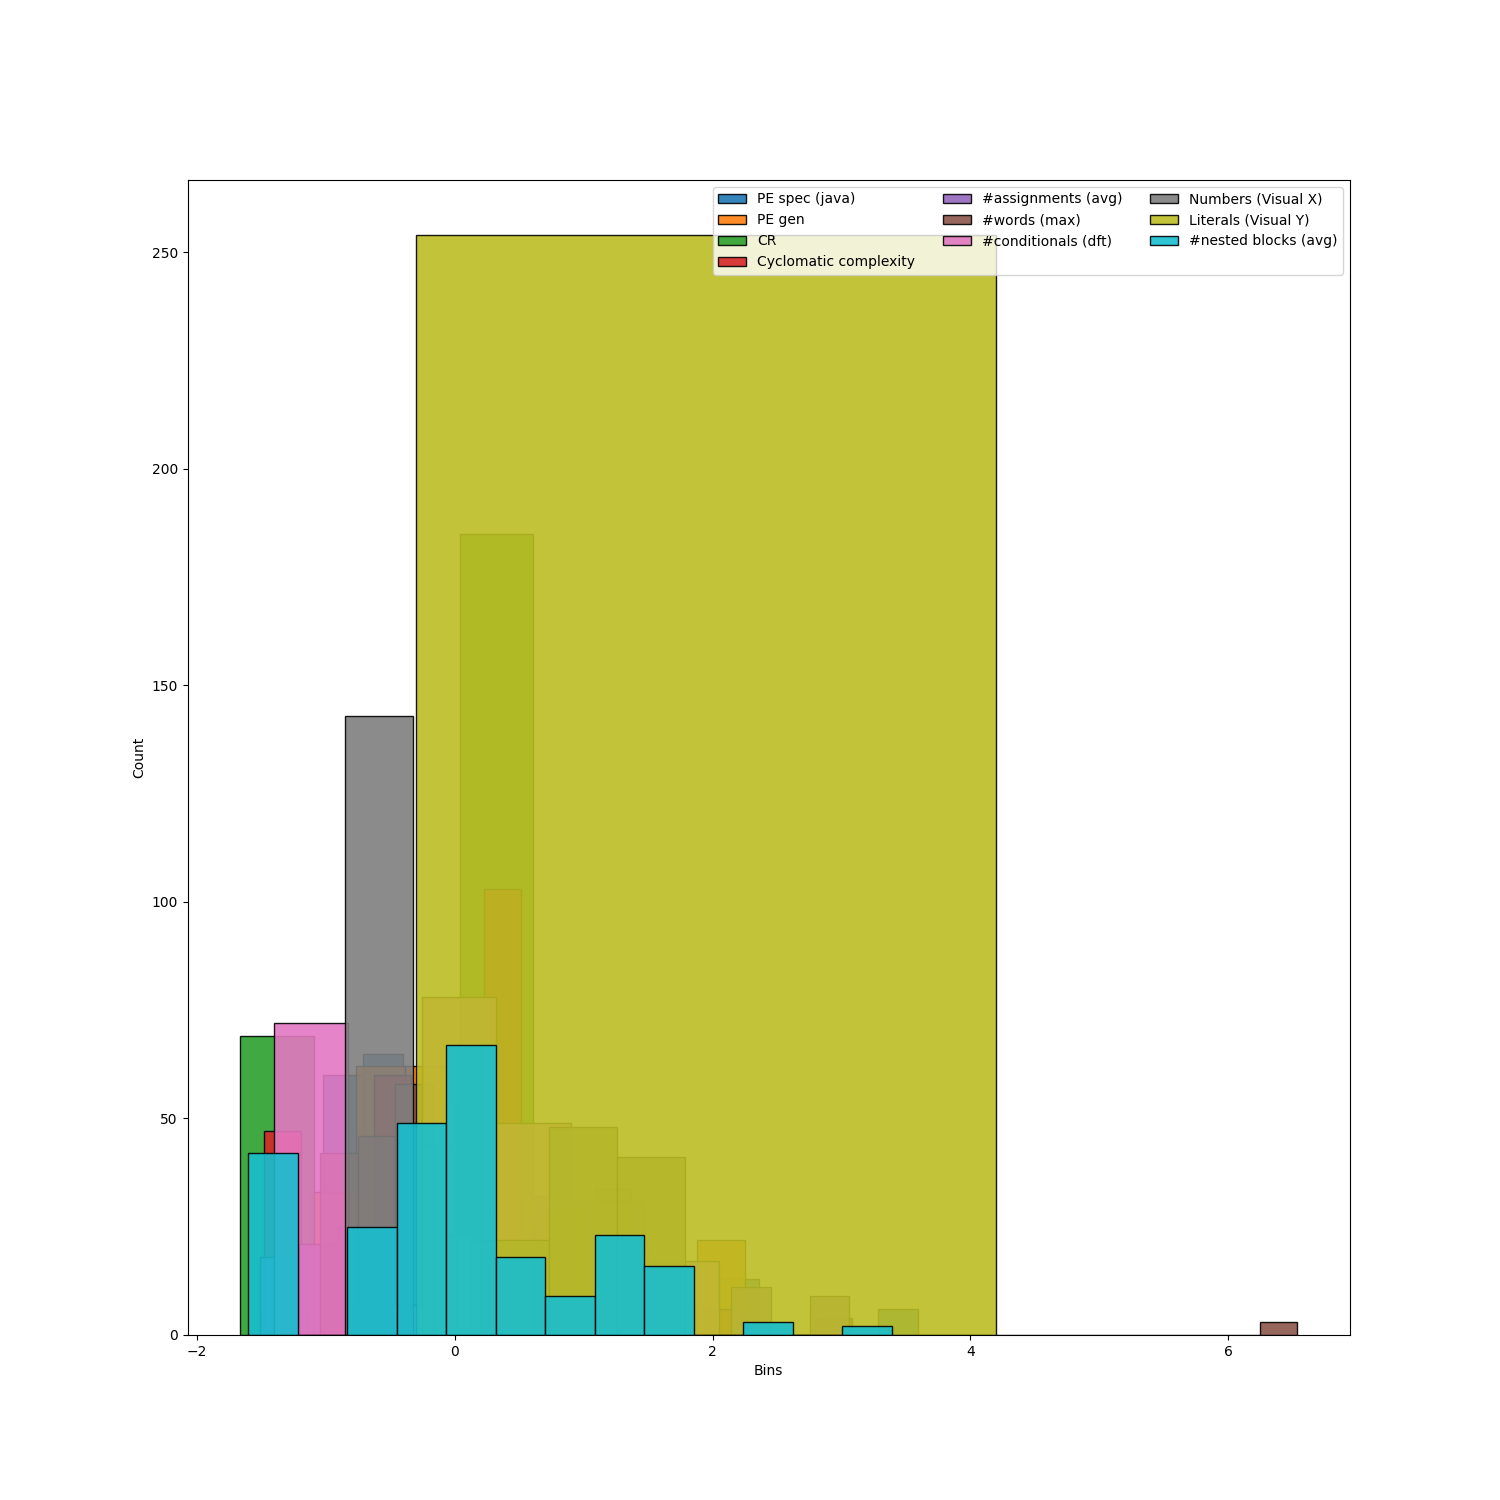 PE spec (java)
PE gen
CR
Cyclomatic complexity
#assignments (avg)
#words (max)
#conditionals (dft)
Numbers (Visual X)
Literals (Visual Y)
#nested blocks (avg)
250
200
150
100
50
0
Count
−2 0 2 4 6
Bins